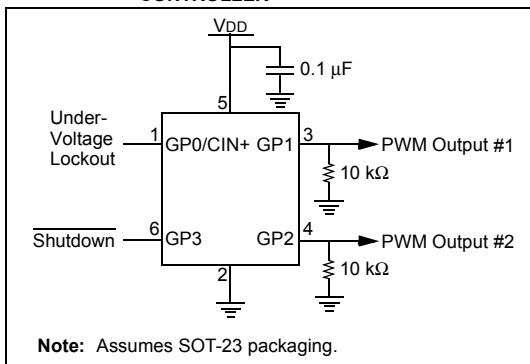 VDD
0.1 μF
5
Under-
Voltage
Lockout
1
GP0/CIN+ GP1
3
PWM Output #1
10 kΩ
Shutdown
6
GP3
GP2
4
PWM Output #2
10 kΩ
2
Note: Assumes SOT-23 packaging.